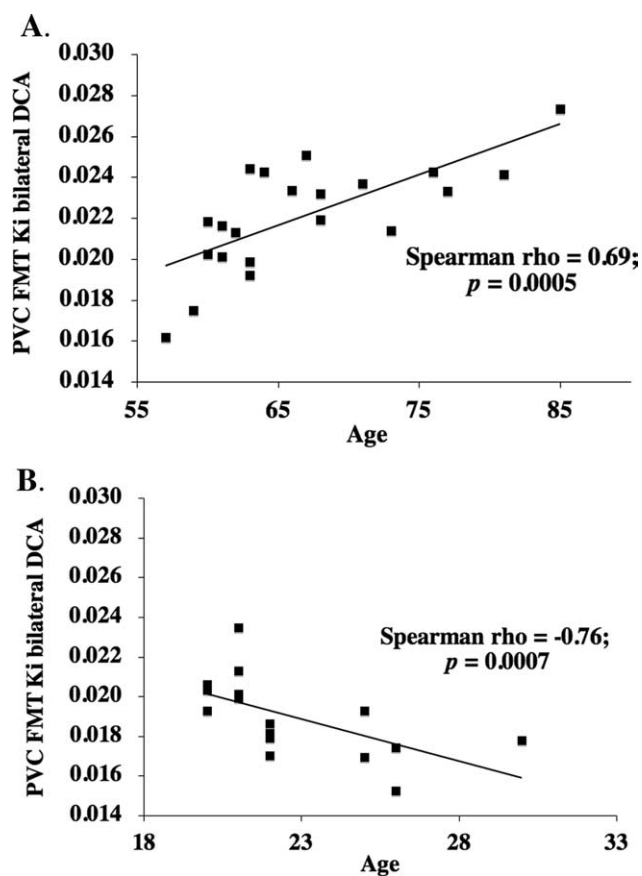 A.
PVC FMT Ki bilateral DCA
0.030
0.028
0.026
0.024
0.022
0.020
0.018
0.016
0.014
Spearman rho = 0.69;
p = 0.0005
55 65 75 85
Age
B.
PVC FMT Ki bilateral DCA
0.030
0.028
0.026
0.024
0.022
0.020
0.018
0.016
0.014
Spearman rho = -0.76;
p = 0.0007
18 23 28 33
Age